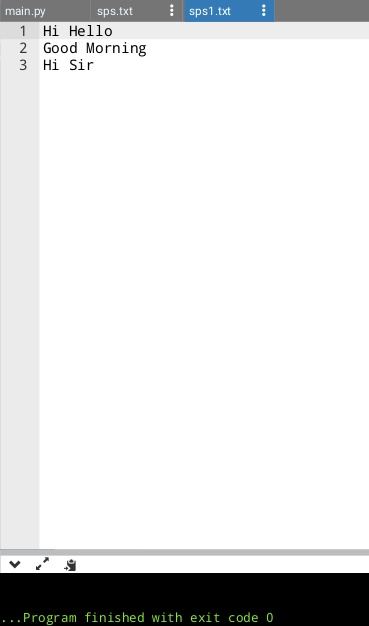 main.py sps.txt sps1.txt
1 Hi Hello
2 Good Morning
3 Hi Sir
...Program finished with exit code 0